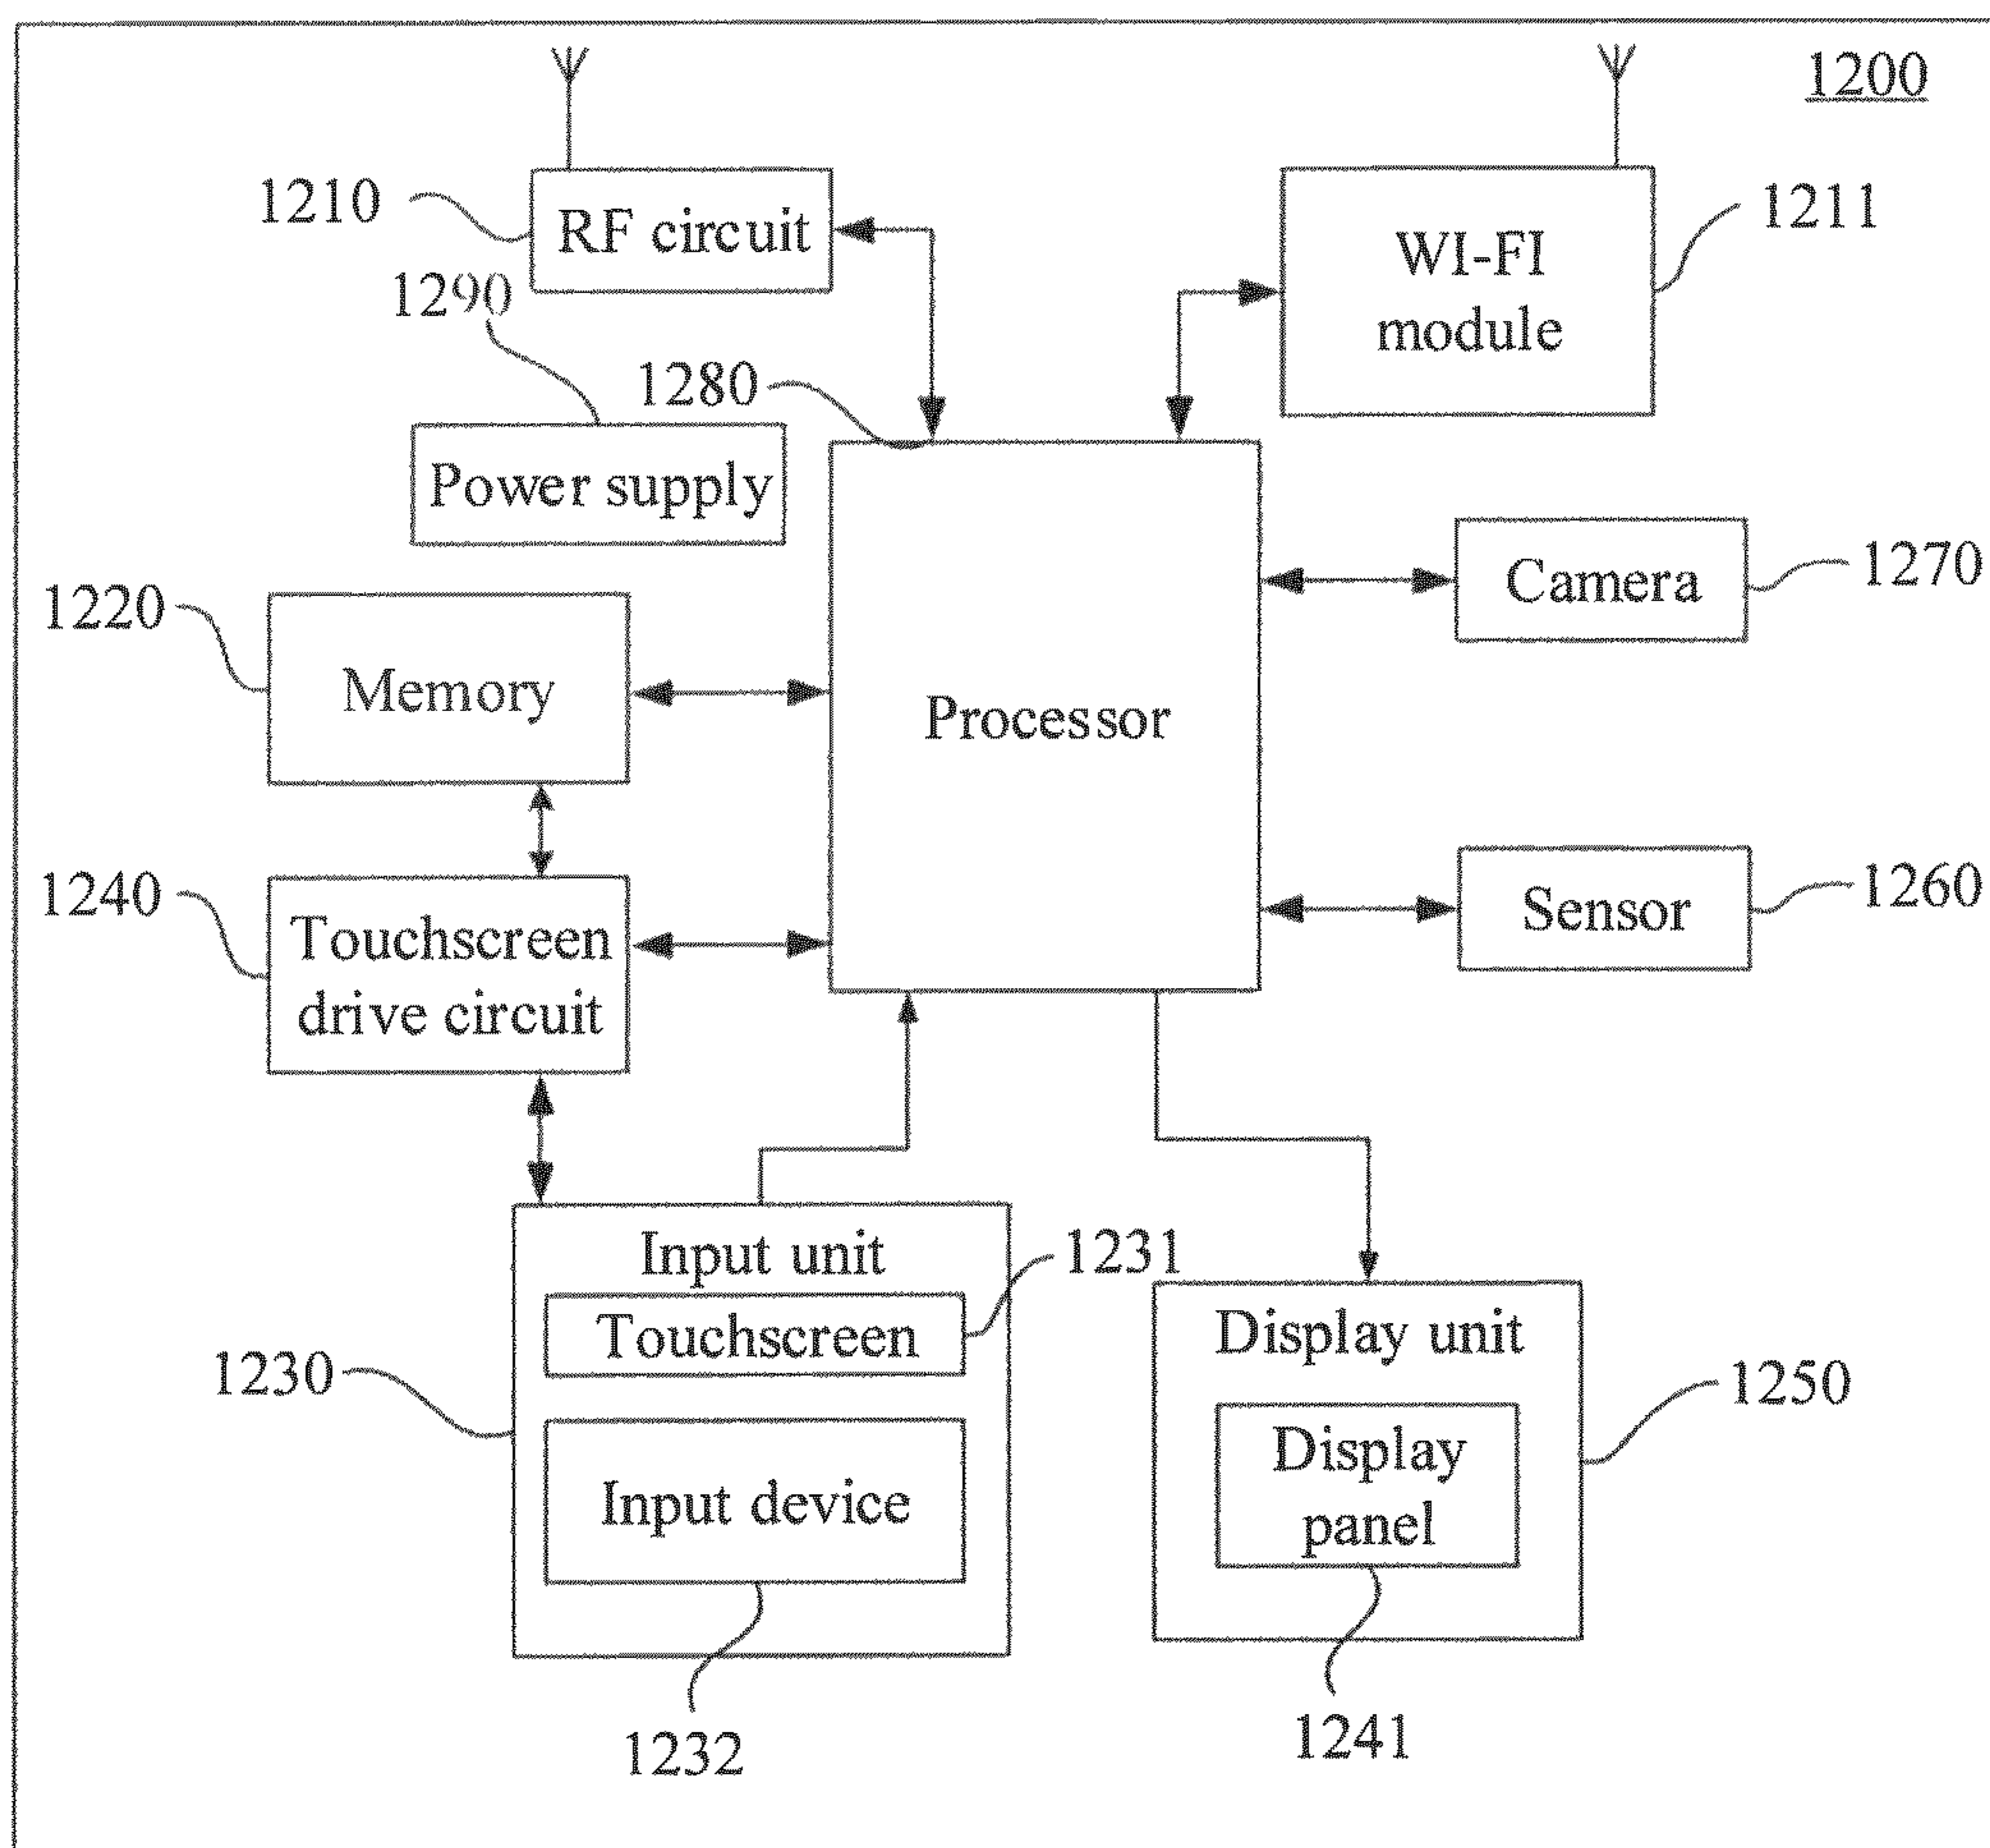 1200
1210
RF circuit
WI-FI
module
1211
1290
1280
Power supply
Processor
Camera
1270
1220
Memory
1240
Touchscreen
drive circuit
Sensor
1260
Input unit
1231
Touchscreen
1230
Input device
1232
Display unit
1250
Display
panel
1241